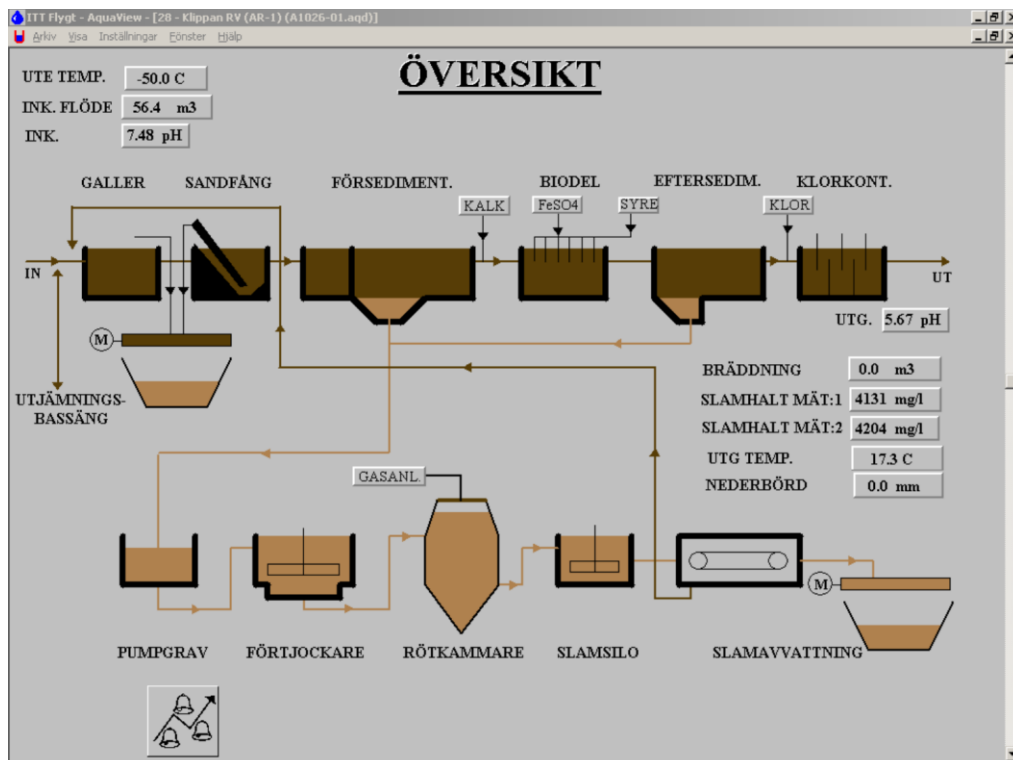 ITT Flygt - AquaView - [28 - Klippan RV (AR-1) (A1026-01.aqd)]
Arkiv Visa Inställningar Fönster Hjälp
ÖVERSIKT
UTE TEMP. -50.0 C
INK. FLÖDE 56.4 m3
INK. 7.48 pH
GALLER SANDFÅNG FÖRSEDIMENT. BIODEL EFTERSEDIM. KLORKONT.
KALK FeSO4 SYRE KLOR
IN UT
UTG. 5.67 pH
M
UTJÄMNINGS-
BASSÄNG
BRÄDDNING 0.0 m3
SLAMHALT MÄT:1 4131 mg/l
SLAMHALT MÄT:2 4204 mg/l
UTG TEMP. 17.3 C
NEDERBÖRD 0.0 mm
GASANL.
M
PUMPGRAV FÖRTJOCKARE RÖTKAMMARE SLAMSILO SLAMAVVATTNING